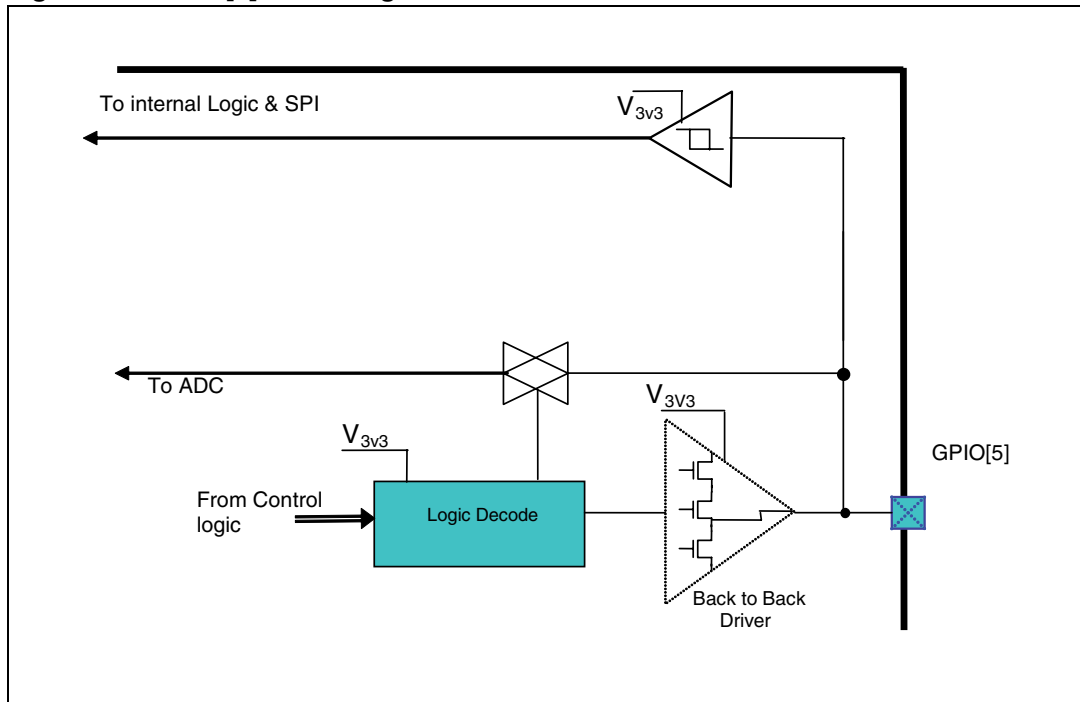 To internal Logic & SPI
V3v3
To ADC
V3V3
V3v3
GPIO[5]
From Control
logic
Logic Decode
Back to Back
Driver